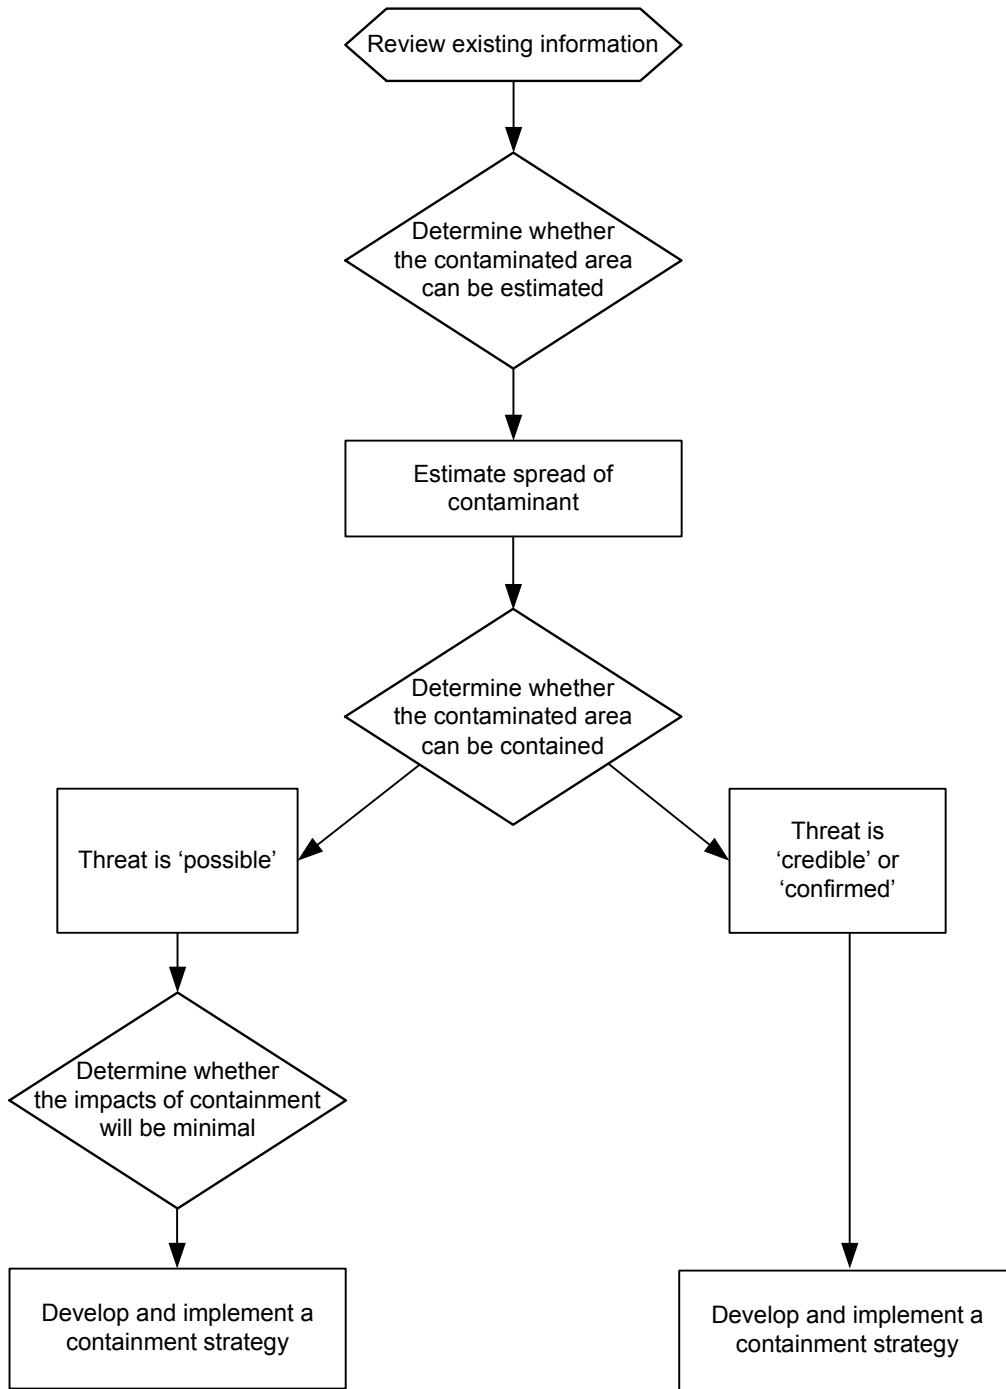 Review existing information
Determine whether
the contaminated area
can be estimated
Estimate spread of
contaminant
Determine whether
the contaminated area
can be contained
Threat is ‘possible’
Threat is
‘credible’ or
‘confirmed’
Determine whether
the impacts of containment
will be minimal
Develop and implement a
containment strategy
Develop and implement a
containment strategy